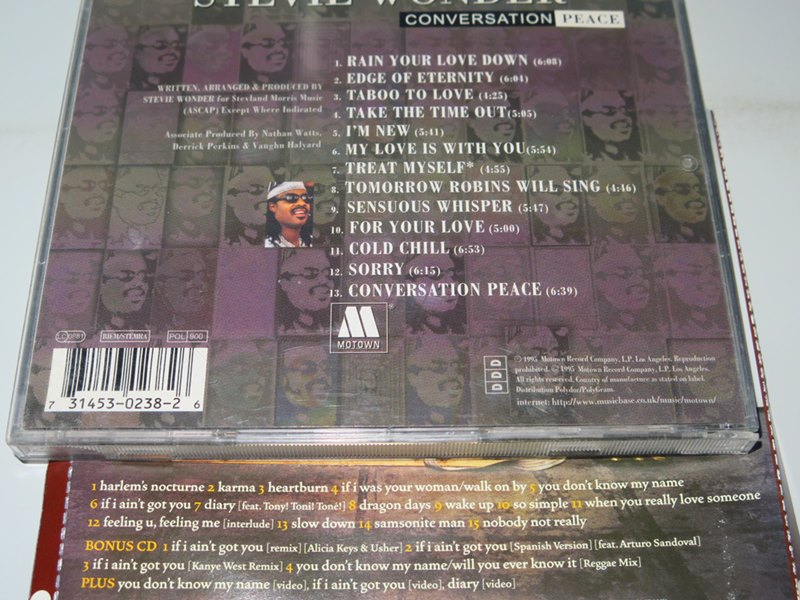 STEVIE WONDER
CONVERSATION PEACE
1. RAIN YOUR LOVE DOWN (6:08)
2. EDGE OF ETERNITY (6:04)
3. TABOO TO LOVE (4:25)
4. TAKE THE TIME OUT (5:05)
5. I'M NEW (5:41)
6. MY LOVE IS WITH YOU (5:54)
7. TREAT MYSELF* (4:55)
8. TOMORROW ROBINS WILL SING (4:46)
9. SENSUOUS WHISPER (5:47)
10. FOR YOUR LOVE (5:00)
11. COLD CHILL (6:53)
12. SORRY (6:15)
13. CONVERSATION PEACE (6:39)
WRITTEN, ARRANGED & PRODUCED BY
STEVIE WONDER for Stevland Morris Music
(ASCAP) Except Where Indicated
Associate Produced By Nathan Watts,
Derrick Perkins & Vaughn Halyard
M
MOTOWN
LC 0881
BIEM/STEMRA
POL 900
7 31453-0238-2 6
DDD
℗ 1995 Motown Record Company, L.P. Los Angeles. Reproduction
prohibited. © 1995 Motown Record Company, L.P. Los Angeles.
All rights reserved. Country of manufacture as stated on label.
Distribution Polydor/PolyGram.
internet: http://www.musicbase.co.uk/music/motown/
1 harlem's nocturne 2 karma 3 heartburn 4 if i was your woman/walk on by 5 you don't know my name
6 if i ain't got you 7 diary [feat. Tony! Toni! Toné!] 8 dragon days 9 wake up 10 so simple 11 when you really love someone
12 feeling u, feeling me [interlude] 13 slow down 14 samsonite man 15 nobody not really
BONUS CD 1 if i ain't got you [remix] [Alicia Keys & Usher] 2 if i ain't got you [Spanish Version] [feat. Arturo Sandoval]
3 if i ain't got you [Kanye West Remix] 4 you don't know my name/will you ever know it [Reggae Mix]
PLUS you don't know my name [video], if i ain't got you [video], diary [video]